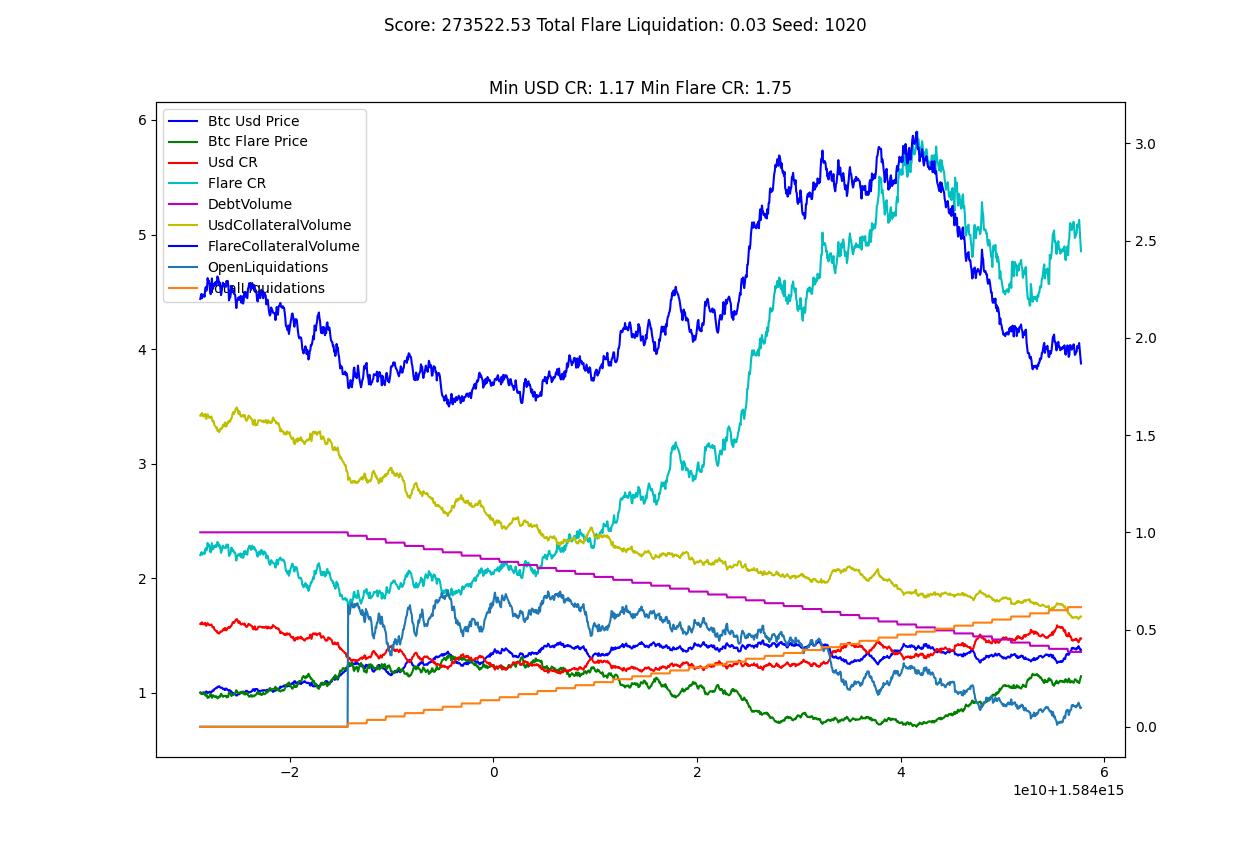 Score: 273522.53 Total Flare Liquidation: 0.03 Seed: 1020
Min USD CR: 1.17 Min Flare CR: 1.75
Btc Usd Price
Btc Flare Price
Usd CR
Flare CR
DebtVolume
UsdCollateralVolume
FlareCollateralVolume
OpenLiquidations
TotalLiquidations
6
5
4
3
2
1
3.0
2.5
2.0
1.5
1.0
0.5
0.0
−2
0
2
4
6
1e10+1.584e15